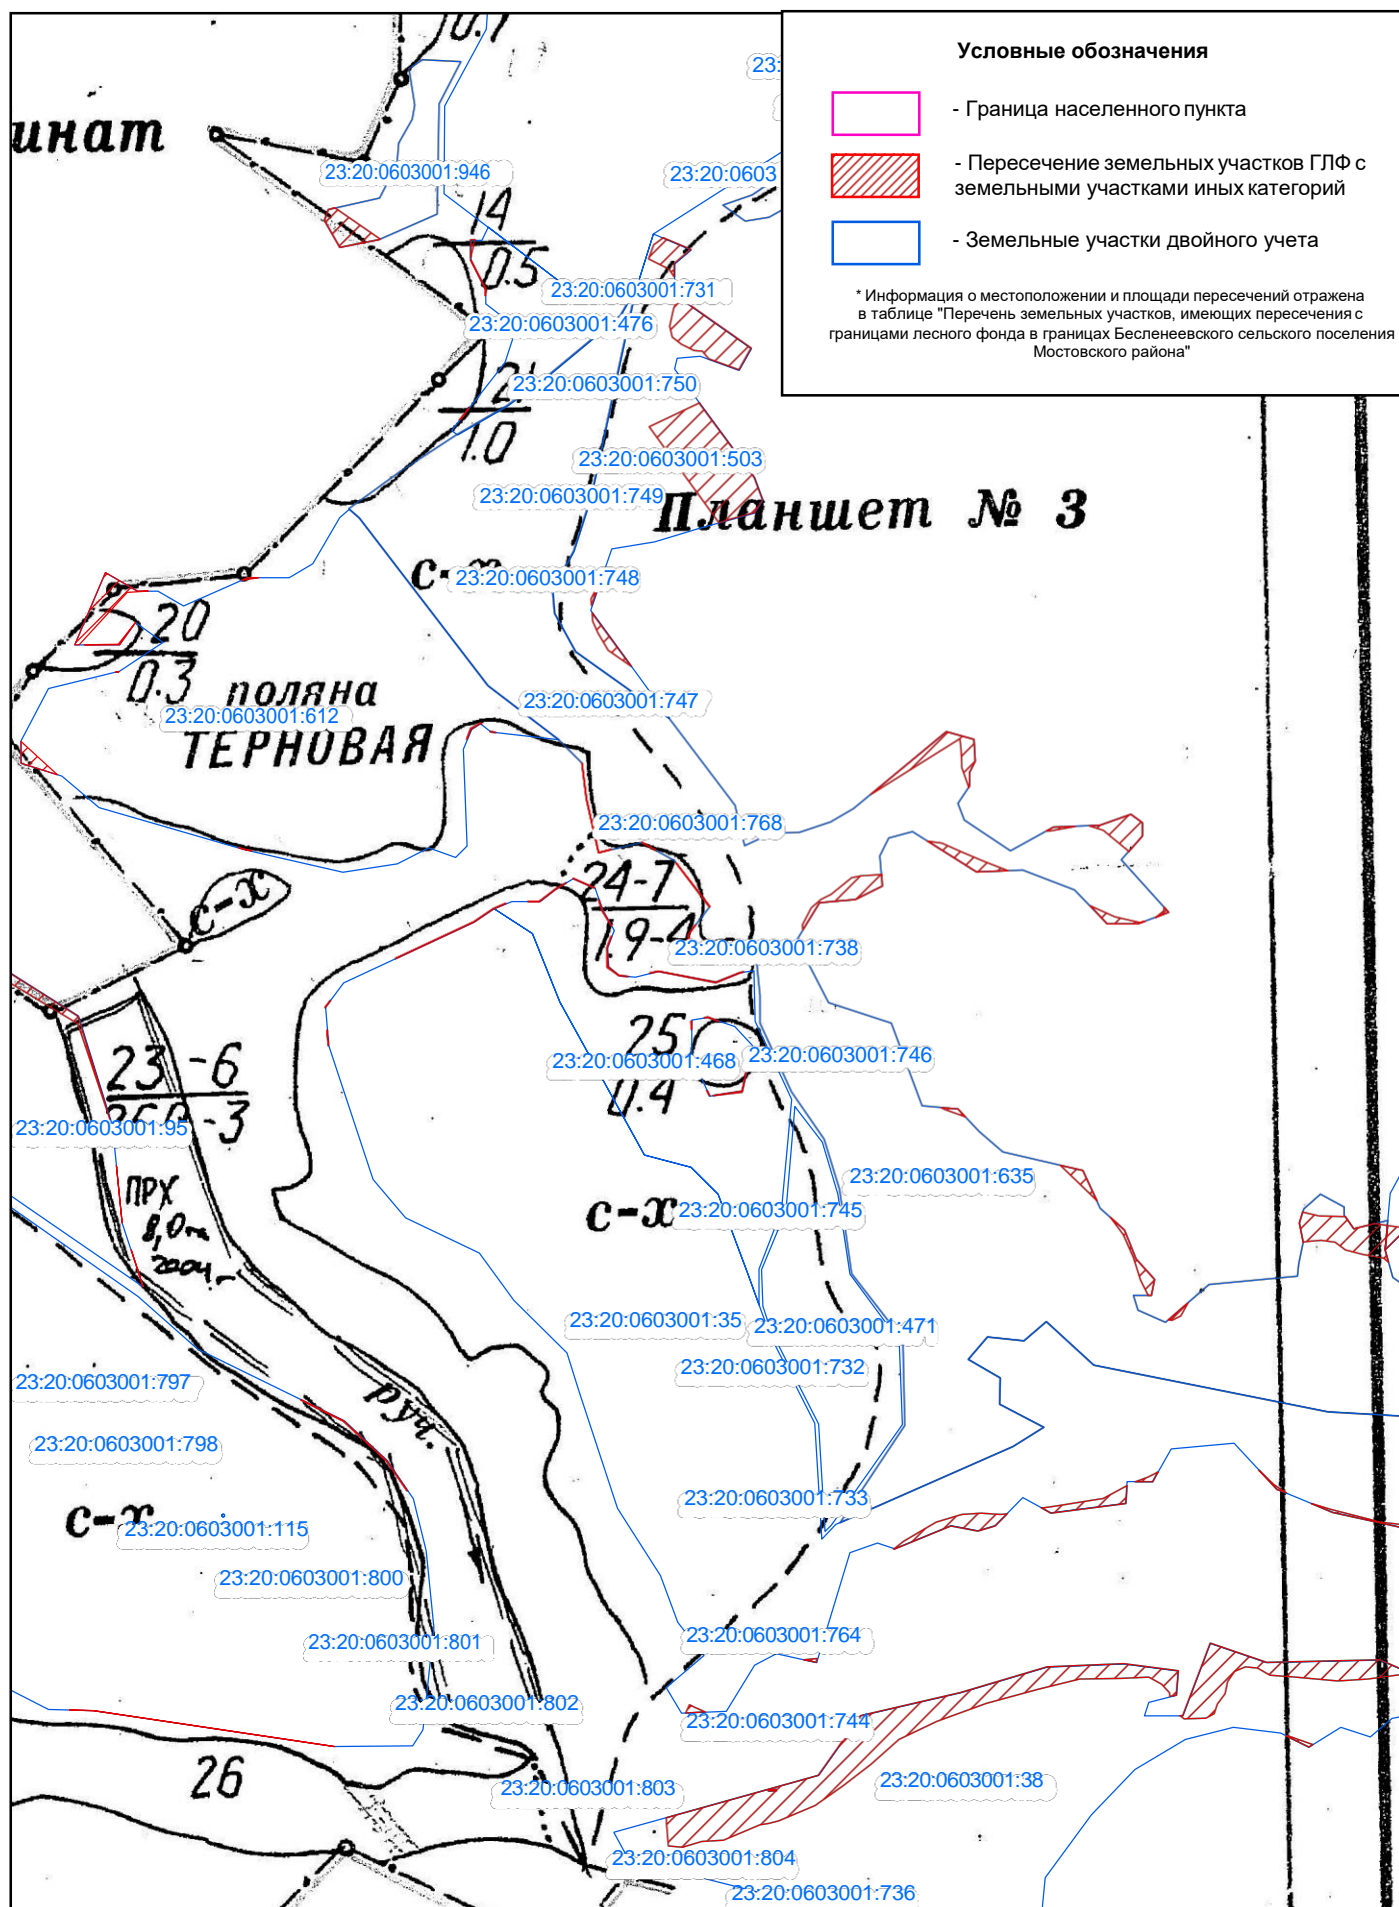 Условные обозначения
- Граница населенного пункта
- Пересечение земельных участков ГЛФ с
земельными участками иных категорий
- Земельные участки двойного учета
* Информация о местоположении и площади пересечений отражена
в таблице "Перечень земельных участков, имеющих пересечения с
границами лесного фонда в границах Бесленеевского сельского поселения
Мостовского района"
0.7
23:
инат
23:20:0603001:946
23:20:0603
14
0.5
23:20:0603001:731
23:20:0603001:476
23:20:0603001:750
2
1.0
23:20:0603001:503
23:20:0603001:749
Планшет № 3
с-х
23:20:0603001:748
20
0.3
поляна
23:20:0603001:747
23:20:0603001:612
ТЕРНОВАЯ
23:20:0603001:768
24-7
1.9-4
с-х
23:20:0603001:738
25
0.4
23:20:0603001:468
23:20:0603001:746
23-6
23:20:0603001:95
23:20:0603001:635
ПРХ
8,0га
2004г
с-х
23:20:0603001:745
23:20:0603001:35
23:20:0603001:471
23:20:0603001:732
23:20:0603001:797
руч.
23:20:0603001:798
23:20:0603001:733
с-х
23:20:0603001:115
23:20:0603001:800
23:20:0603001:801
23:20:0603001:764
23:20:0603001:802
23:20:0603001:744
26
23:20:0603001:803
23:20:0603001:38
23:20:0603001:804
23:20:0603001:736